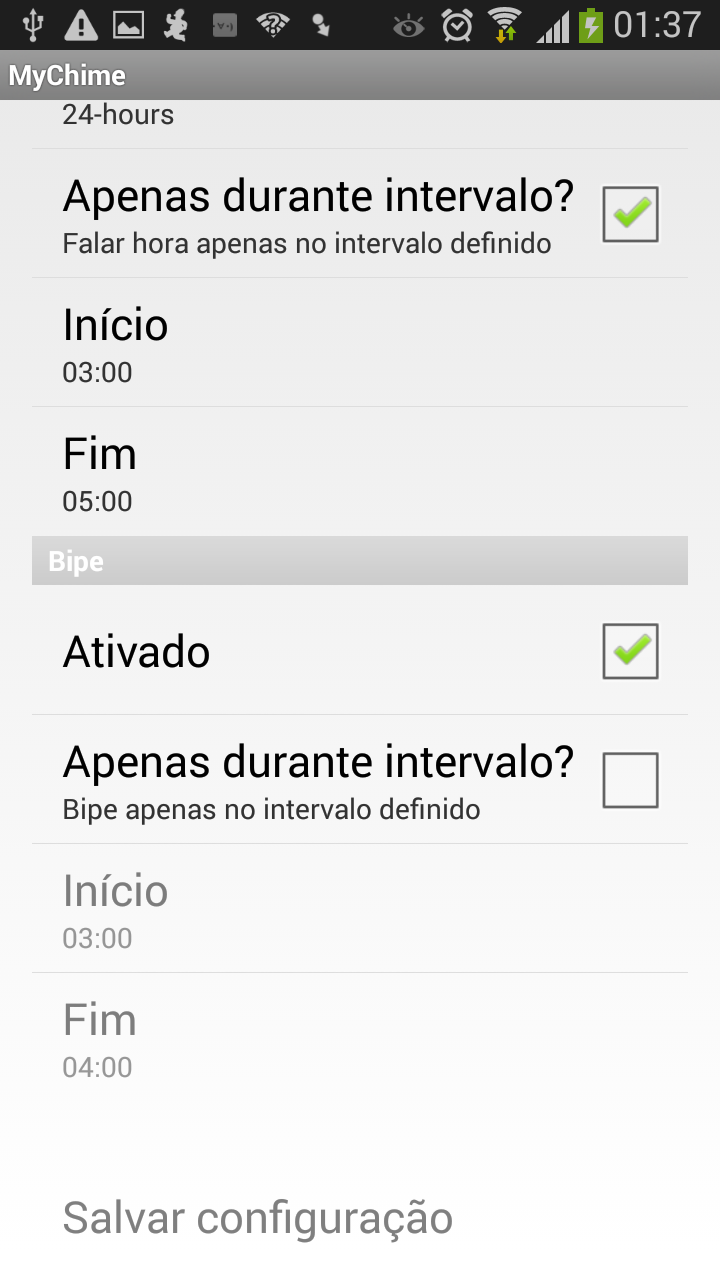 01:37
MyChime
24-hours
Apenas durante intervalo?
Falar hora apenas no intervalo definido
Início
03:00
Fim
05:00
Bipe
Ativado
Apenas durante intervalo?
Bipe apenas no intervalo definido
Início
03:00
Fim
04:00
Salvar configuração